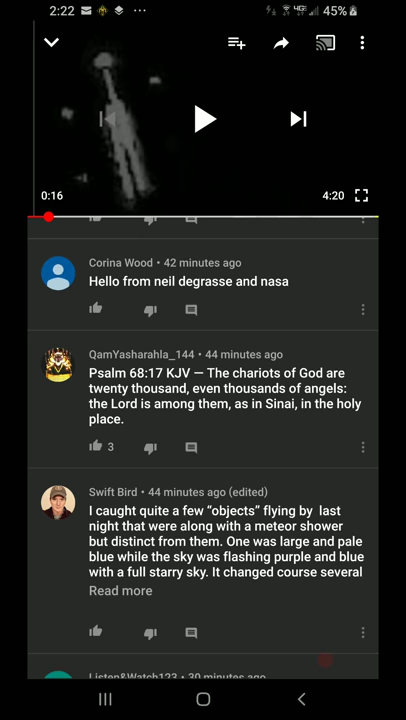 2:22 45%
0:16 4:20
Corina Wood • 42 minutes ago
Hello from neil degrasse and nasa
QamYasharahla_144 • 44 minutes ago
Psalm 68:17 KJV — The chariots of God are
twenty thousand, even thousands of angels:
the Lord is among them, as in Sinai, in the holy
place.
3
Swift Bird • 44 minutes ago (edited)
I caught quite a few “objects” flying by last
night that were along with a meteor shower
but distinct from them. One was large and pale
blue while the sky was flashing purple and blue
with a full starry sky. It changed course several
Read more
Listen&Watch123 • 30 minutes ago